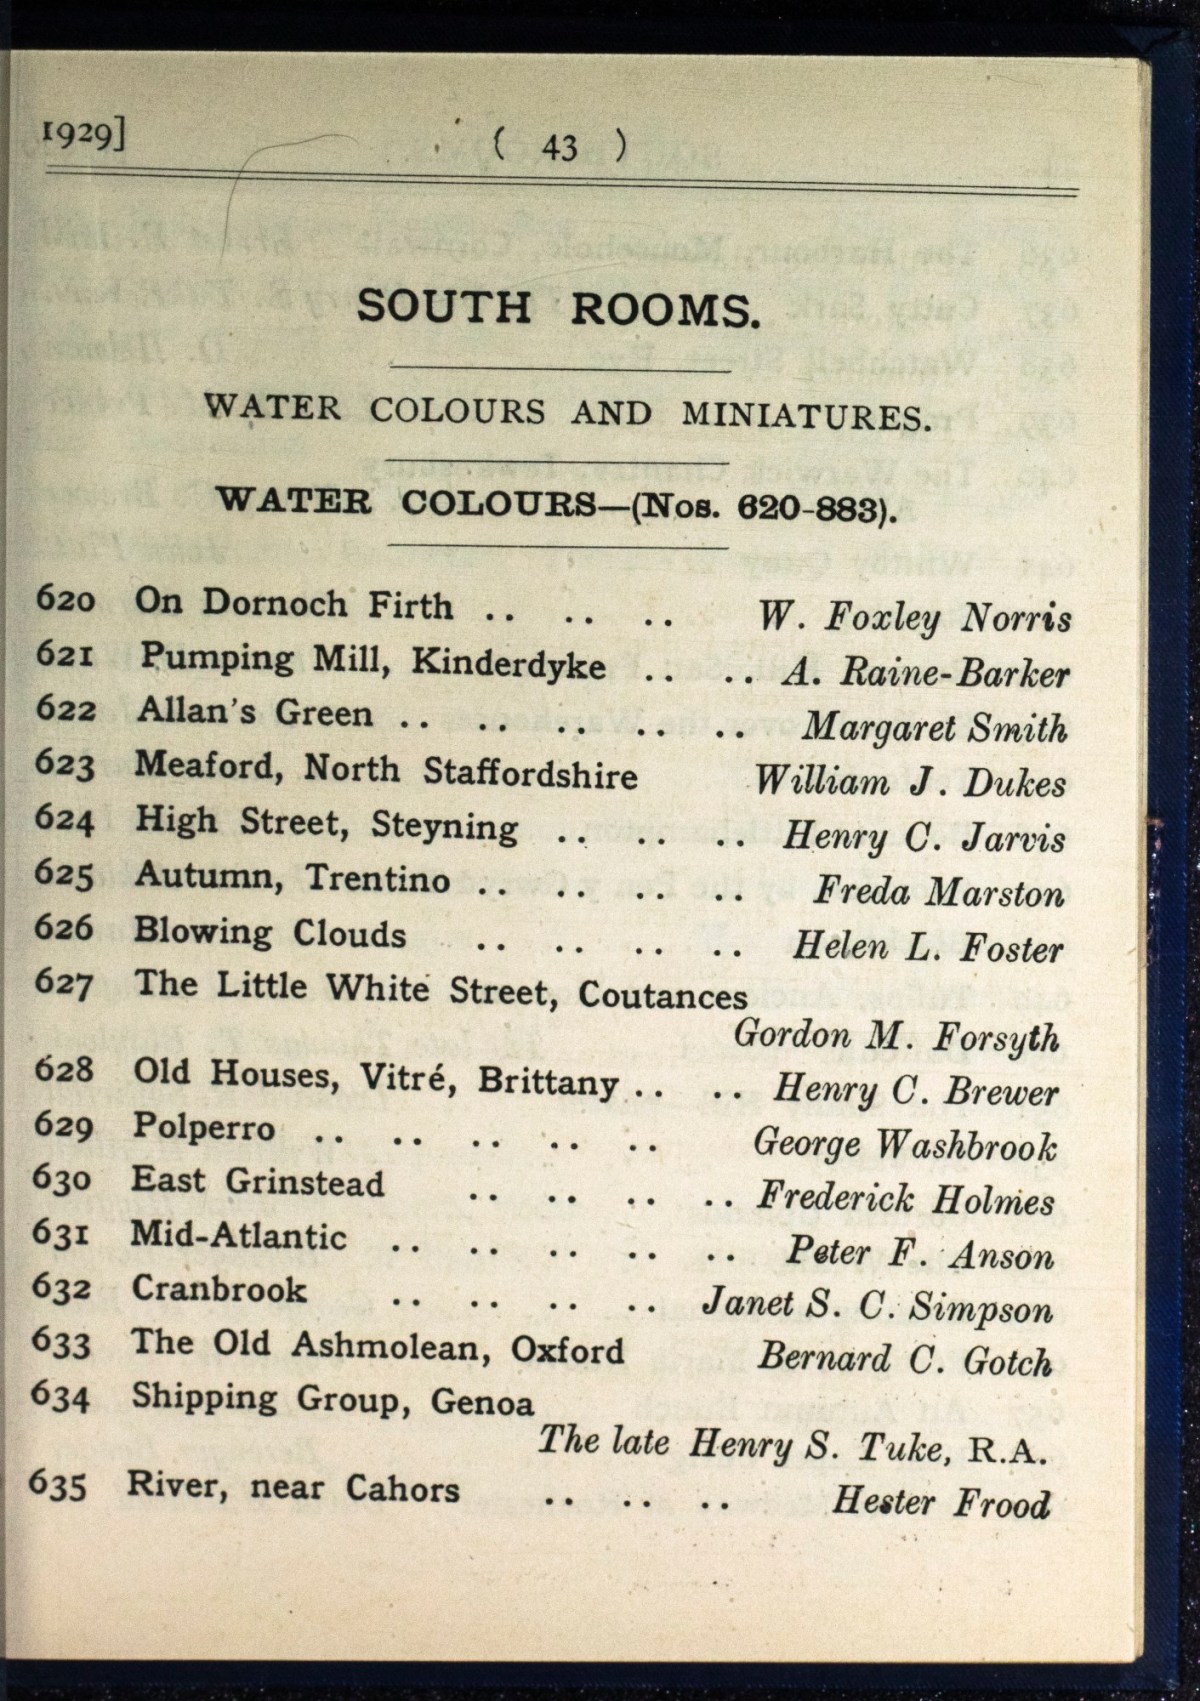 1929]
( 43 )
SOUTH ROOMS.
WATER COLOURS AND MINIATURES.
WATER COLOURS—(Nos. 620-883).
620 On Dornoch Firth .. .. .. W. Foxley Norris
621 Pumping Mill, Kinderdyke .. .. A. Raine-Barker
622 Allan's Green .. .. .. .. .. Margaret Smith
623 Meaford, North Staffordshire William J. Dukes
624 High Street, Steyning .. .. .. Henry C. Jarvis
625 Autumn, Trentino .. .. .. .. Freda Marston
626 Blowing Clouds .. .. .. .. Helen L. Foster
627 The Little White Street, Coutances
Gordon M. Forsyth
628 Old Houses, Vitré, Brittany .. .. Henry C. Brewer
629 Polperro .. .. .. .. .. George Washbrook
630 East Grinstead .. .. .. .. Frederick Holmes
631 Mid-Atlantic .. .. .. .. .. Peter F. Anson
632 Cranbrook .. .. .. .. Janet S. C. Simpson
633 The Old Ashmolean, Oxford Bernard C. Gotch
634 Shipping Group, Genoa
The late Henry S. Tuke, R.A.
635 River, near Cahors .. .. .. Hester Frood